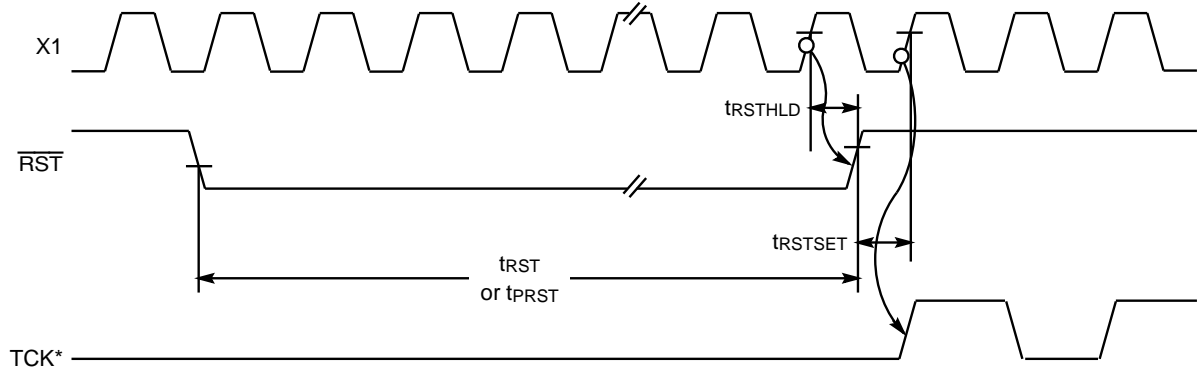 X1
tRSTHLD
RST
tRSTSET
tRST
or tPRST
TCK*